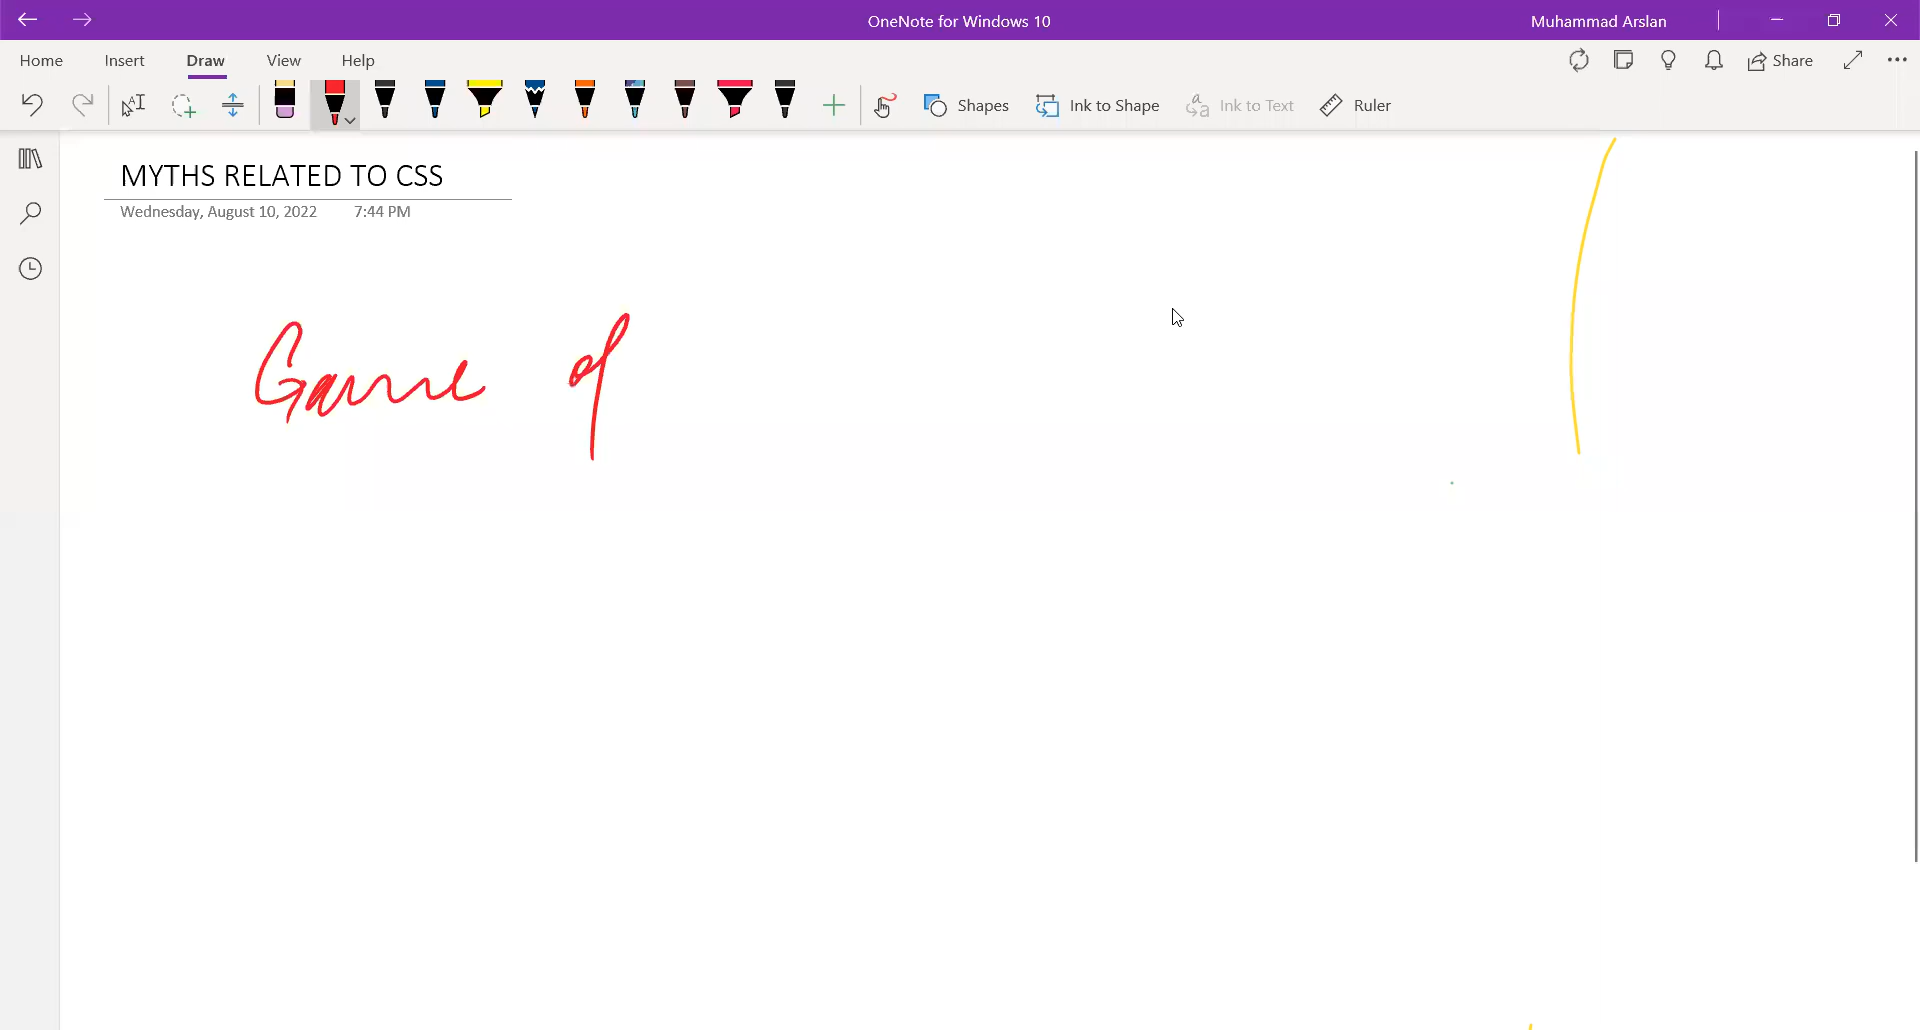 OneNote for Windows 10
Muhammad Arslan
Home Insert Draw View Help
Share
Shapes Ink to Shape Ink to Text Ruler
MYTHS RELATED TO CSS
Wednesday, August 10, 2022 7:44 PM
Game of